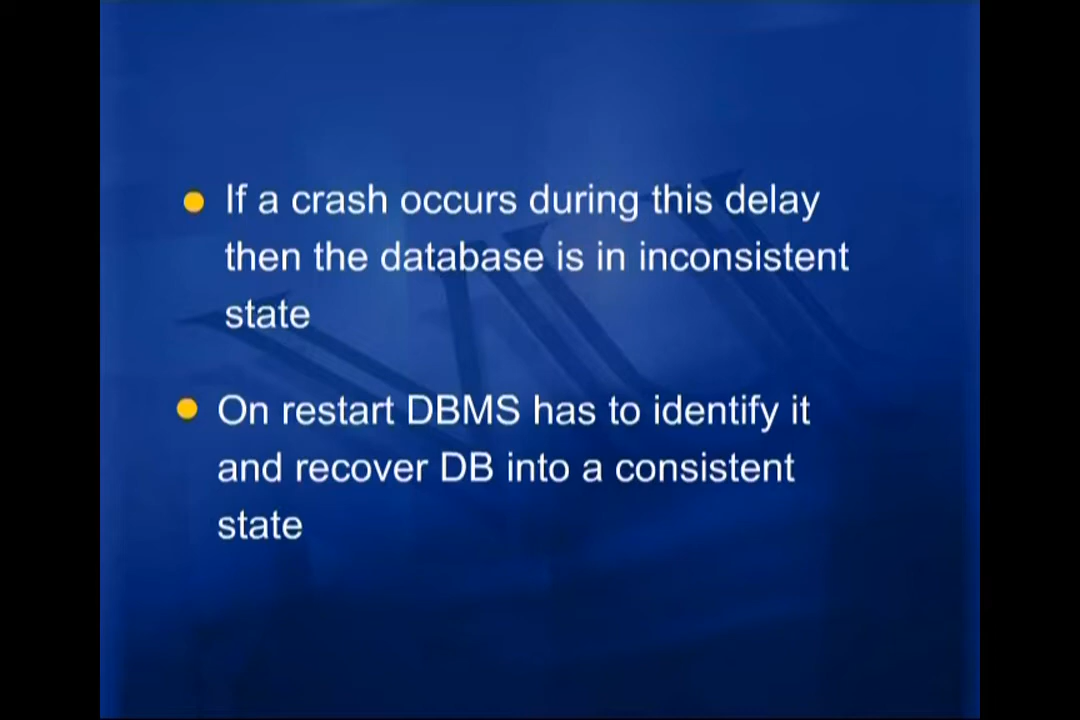 If a crash occurs during this delay
then the database is in inconsistent
state
On restart DBMS has to identify it
and recover DB into a consistent
state